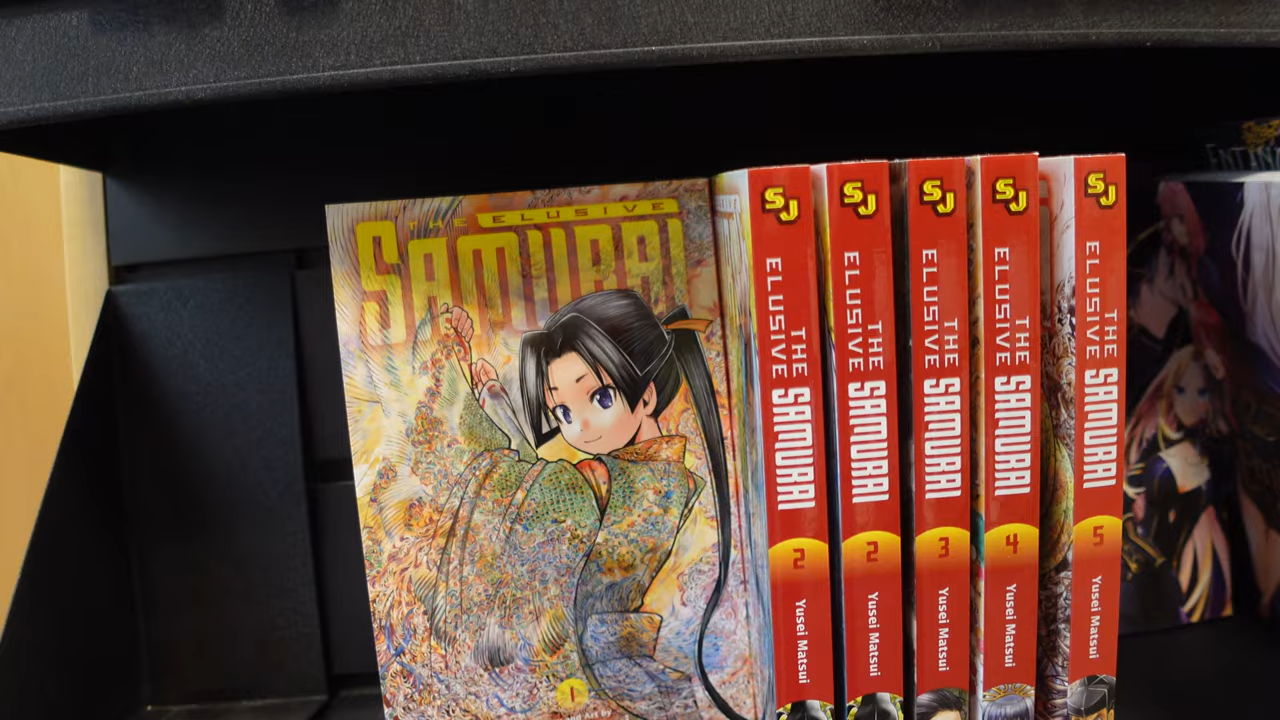 THE ELUSIVE
SAMURAI
1
Art by
SJ
THE
ELUSIVE
SAMURAI
2
Yusei Matsui
SJ
THE
ELUSIVE
SAMURAI
2
Yusei Matsui
SJ
THE
ELUSIVE
SAMURAI
3
Yusei Matsui
SJ
THE
ELUSIVE
SAMURAI
4
Yusei Matsui
SJ
THE
ELUSIVE
SAMURAI
5
Yusei Matsui